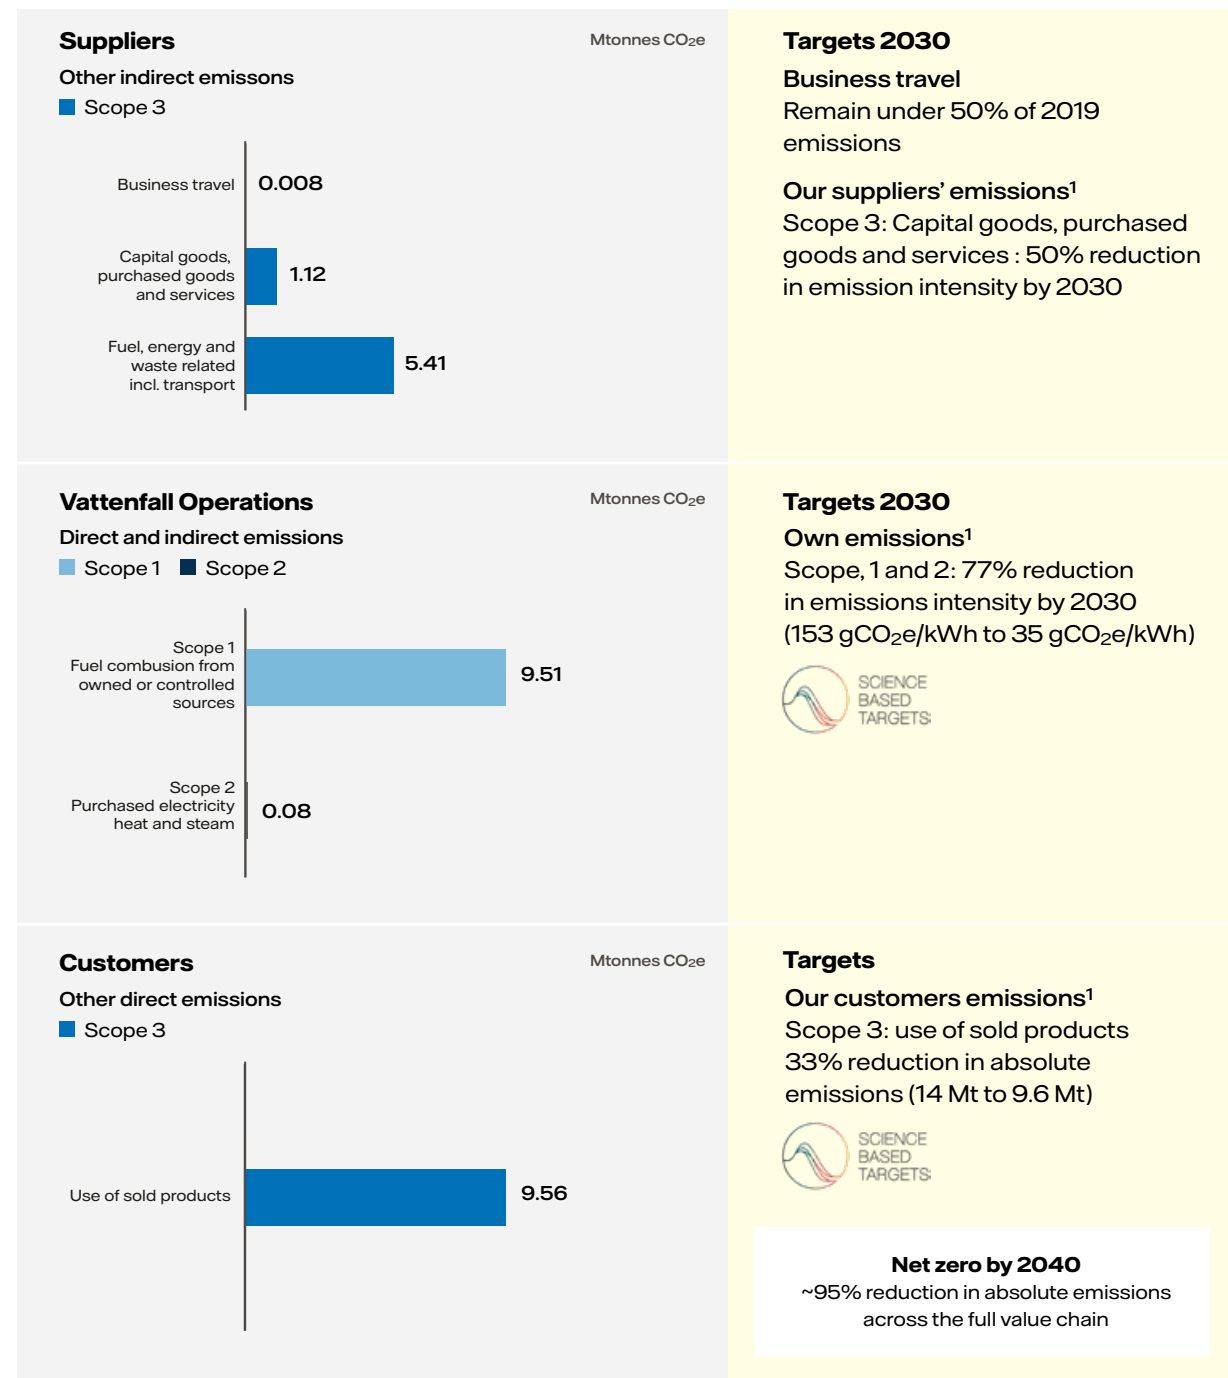 Suppliers
Mtonnes CO2e
Other indirect emissons
Scope 3
Business travel
0.008
Capital goods,
purchased goods
and services
1.12
Fuel, energy and
waste related
incl. transport
5.41
Targets 2030
Business travel
Remain under 50% of 2019
emissions
Our suppliers’ emissions1
Scope 3: Capital goods, purchased
goods and services : 50% reduction
in emission intensity by 2030
Vattenfall Operations
Mtonnes CO2e
Direct and indirect emissions
Scope 1 Scope 2
Scope 1
Fuel combusion from
owned or controlled
sources
9.51
Scope 2
Purchased electricity
heat and steam
0.08
Targets 2030
Own emissions1
Scope, 1 and 2: 77% reduction
in emissions intensity by 2030
(153 gCO2e/kWh to 35 gCO2e/kWh)
SCIENCE
BASED
TARGETS
Customers
Mtonnes CO2e
Other direct emissions
Scope 3
Use of sold products
9.56
Targets
Our customers emissions1
Scope 3: use of sold products
33% reduction in absolute
emissions (14 Mt to 9.6 Mt)
SCIENCE
BASED
TARGETS
Net zero by 2040
~95% reduction in absolute emissions
across the full value chain